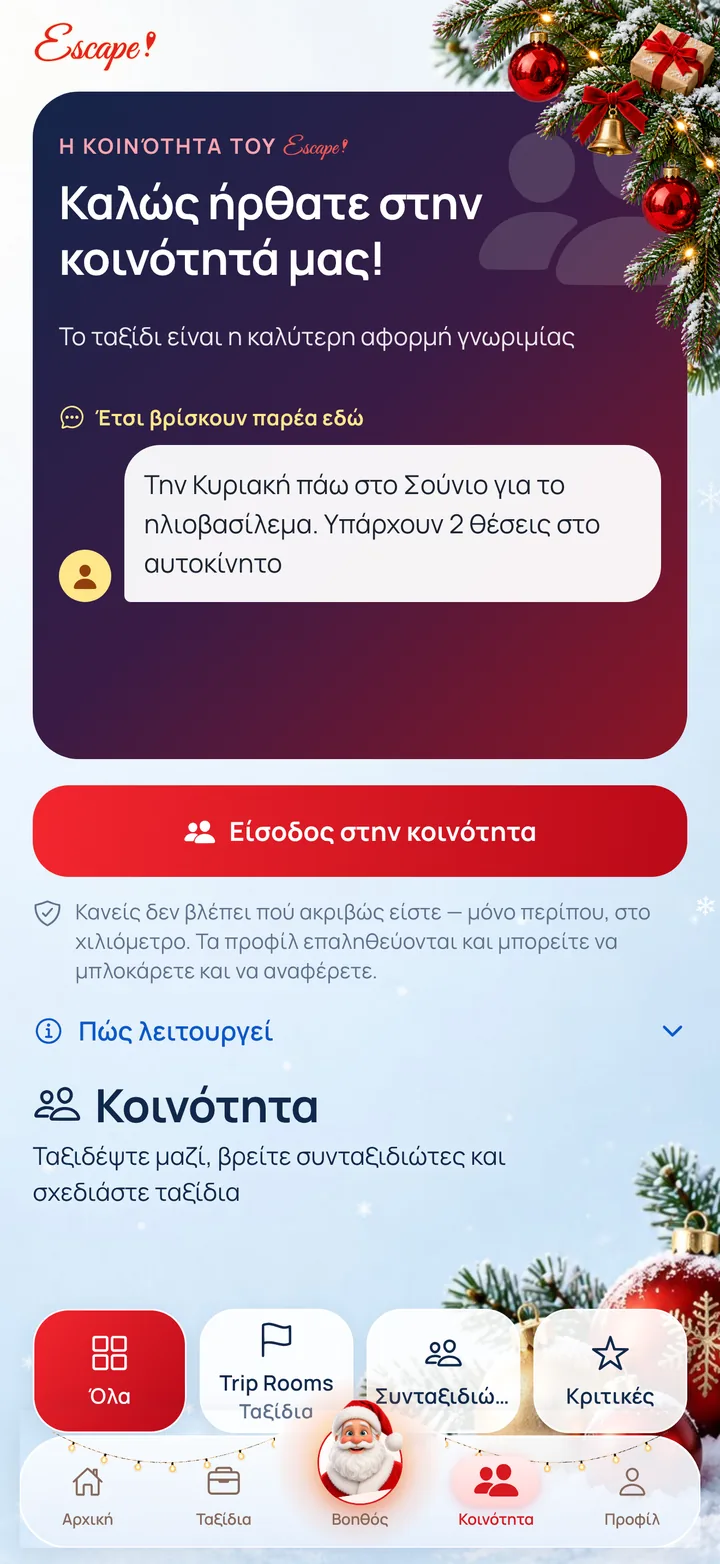 Escape!
Η ΚΟΙΝΌΤΗΤΑ ΤΟΥ Escape!
Καλώς ήρθατε στην
κοινότητά μας!
Το ταξίδι είναι η καλύτερη αφορμή γνωριμίας
Έτσι βρίσκουν παρέα εδώ
Την Κυριακή πάω στο Σούνιο για το
ηλιοβασίλεμα. Υπάρχουν 2 θέσεις στο
αυτοκίνητο
Είσοδος στην κοινότητα
Κανείς δεν βλέπει πού ακριβώς είστε — μόνο περίπου, στο
χιλιόμετρο. Τα προφίλ επαληθεύονται και μπορείτε να
μπλοκάρετε και να αναφέρετε.
Πώς λειτουργεί
Κοινότητα
Ταξιδέψτε μαζί, βρείτε συνταξιδιώτες και
σχεδιάστε ταξίδια
Όλα
Trip Rooms
Ταξίδια
Συνταξιδιώ...
Κριτικές
Αρχική
Ταξίδια
Βοηθός
Κοινότητα
Προφίλ